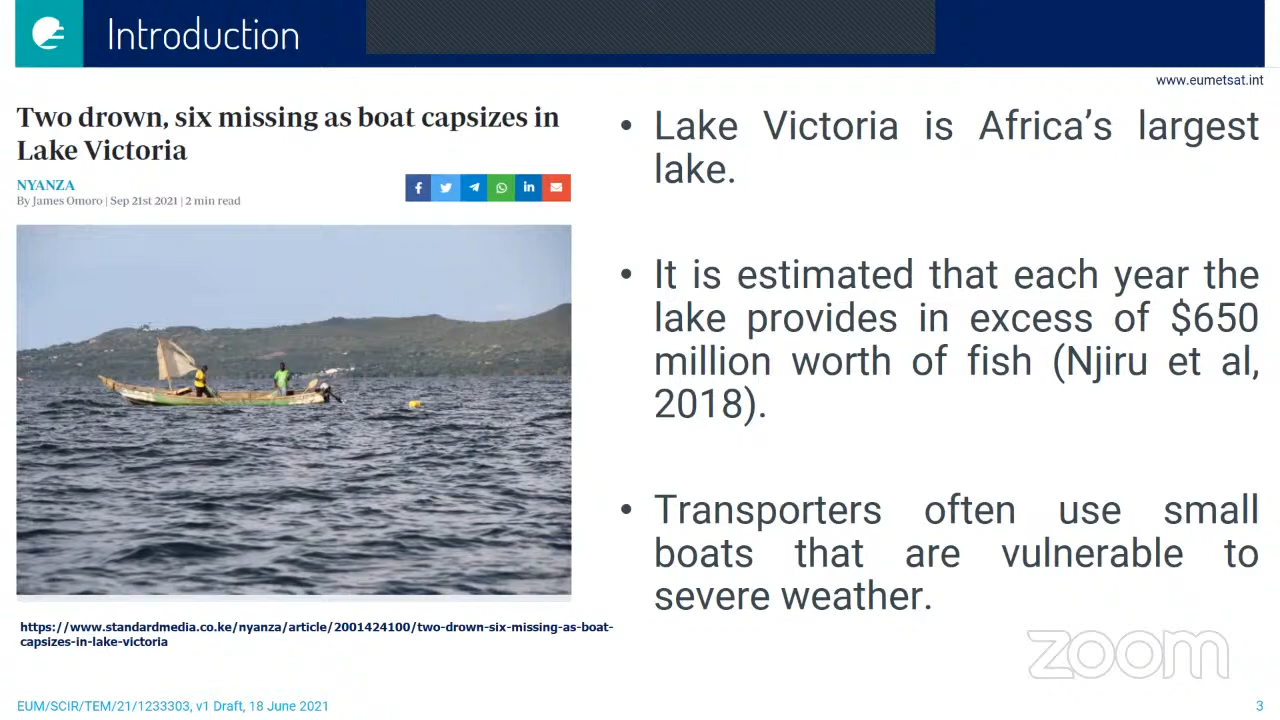 Introduction
www.eumetsat.int
Two drown, six missing as boat capsizes in
Lake Victoria
NYANZA
By James Omoro | Sep 21st 2021 | 2 min read
https://www.standardmedia.co.ke/nyanza/article/2001424100/two-drown-six-missing-as-boat-
capsizes-in-lake-victoria
• Lake Victoria is Africa’s largest
lake.
• It is estimated that each year the
lake provides in excess of $650
million worth of fish (Njiru et al,
2018).
• Transporters often use small
boats that are vulnerable to
severe weather.
zoom
EUM/SCIR/TEM/21/1233303, v1 Draft, 18 June 2021
3